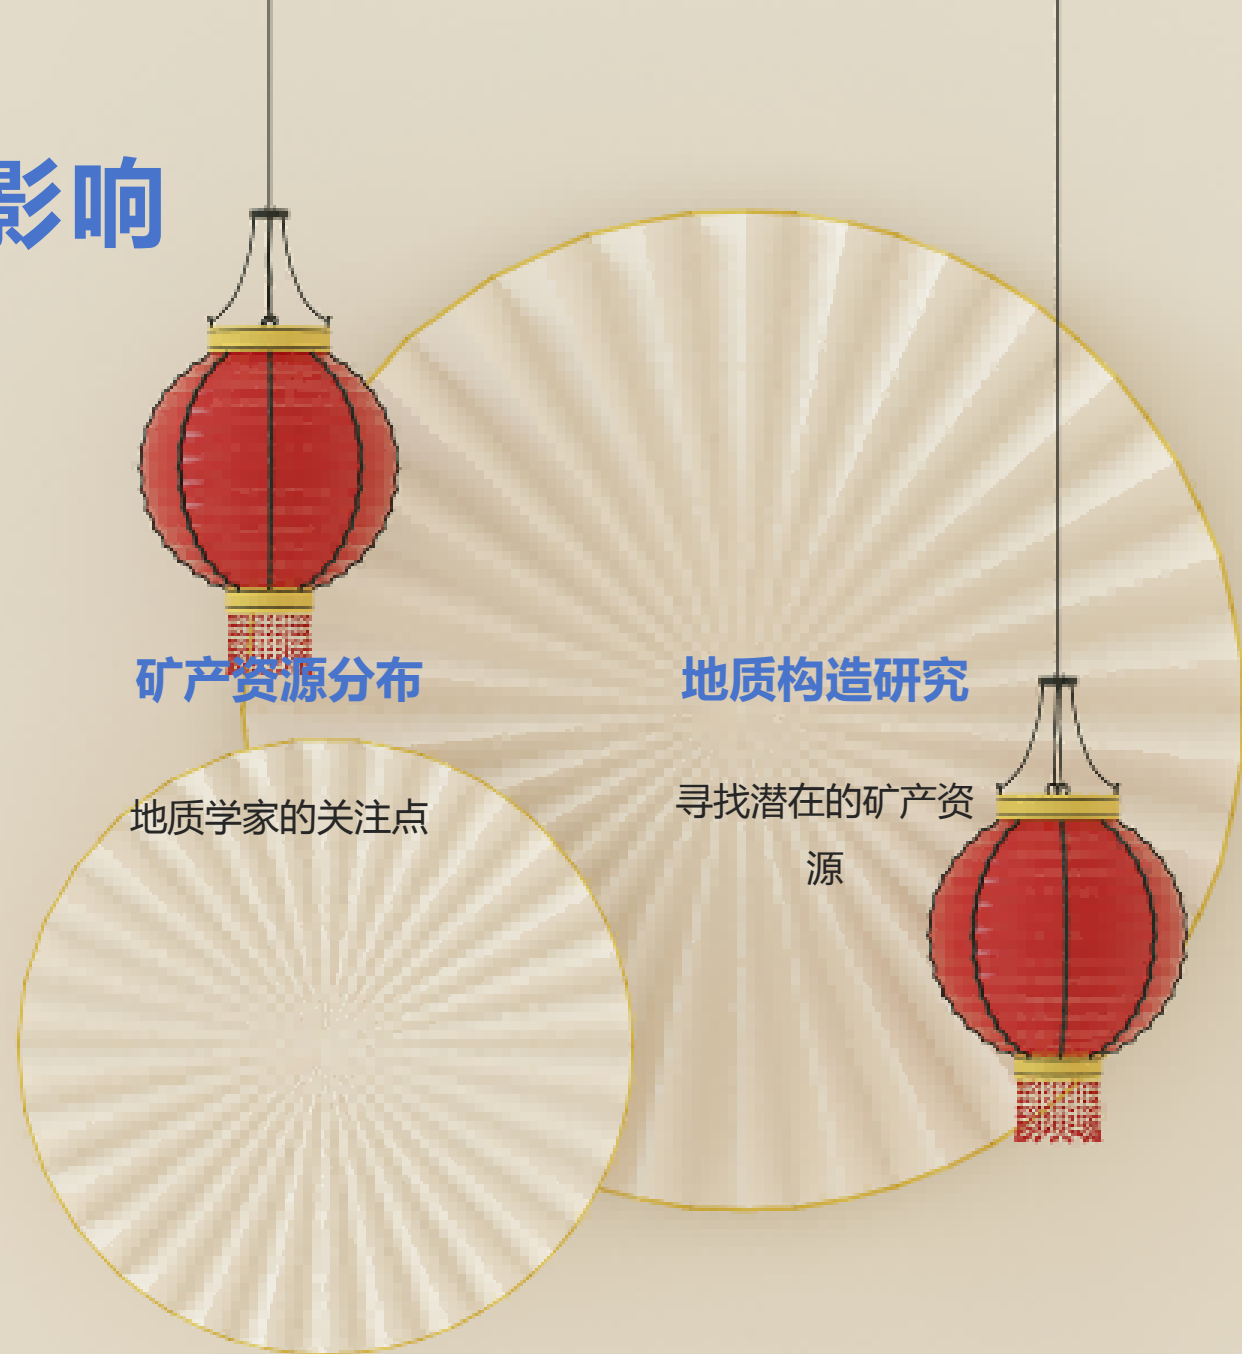 影响
矿产资源分布
地质构造研究
地质学家的关注点
寻找潜在的矿产资
源